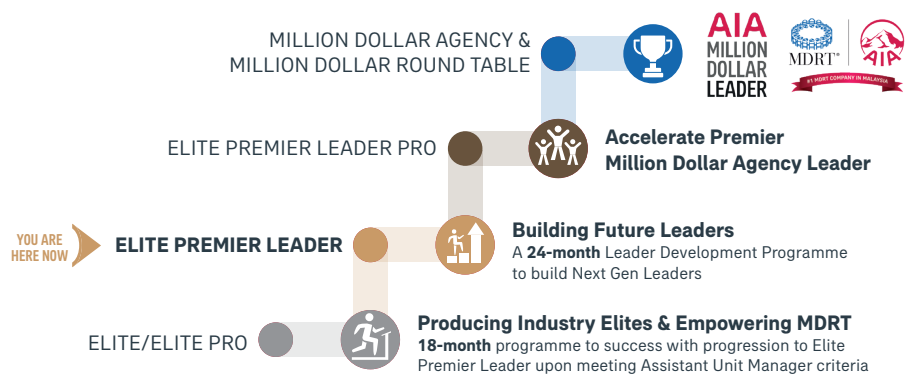 MILLION DOLLAR AGENCY &
MILLION DOLLAR ROUND TABLE
AIA
MILLION
DOLLAR
LEADER
MDRT®
AIA
#1 MDRT COMPANY IN MALAYSIA
ELITE PREMIER LEADER PRO
Accelerate Premier
Million Dollar Agency Leader
YOU ARE
HERE NOW
ELITE PREMIER LEADER
Building Future Leaders
A 24-month Leader Development Programme
to build Next Gen Leaders
ELITE/ELITE PRO
Producing Industry Elites & Empowering MDRT
18-month programme to success with progression to Elite
Premier Leader upon meeting Assistant Unit Manager criteria